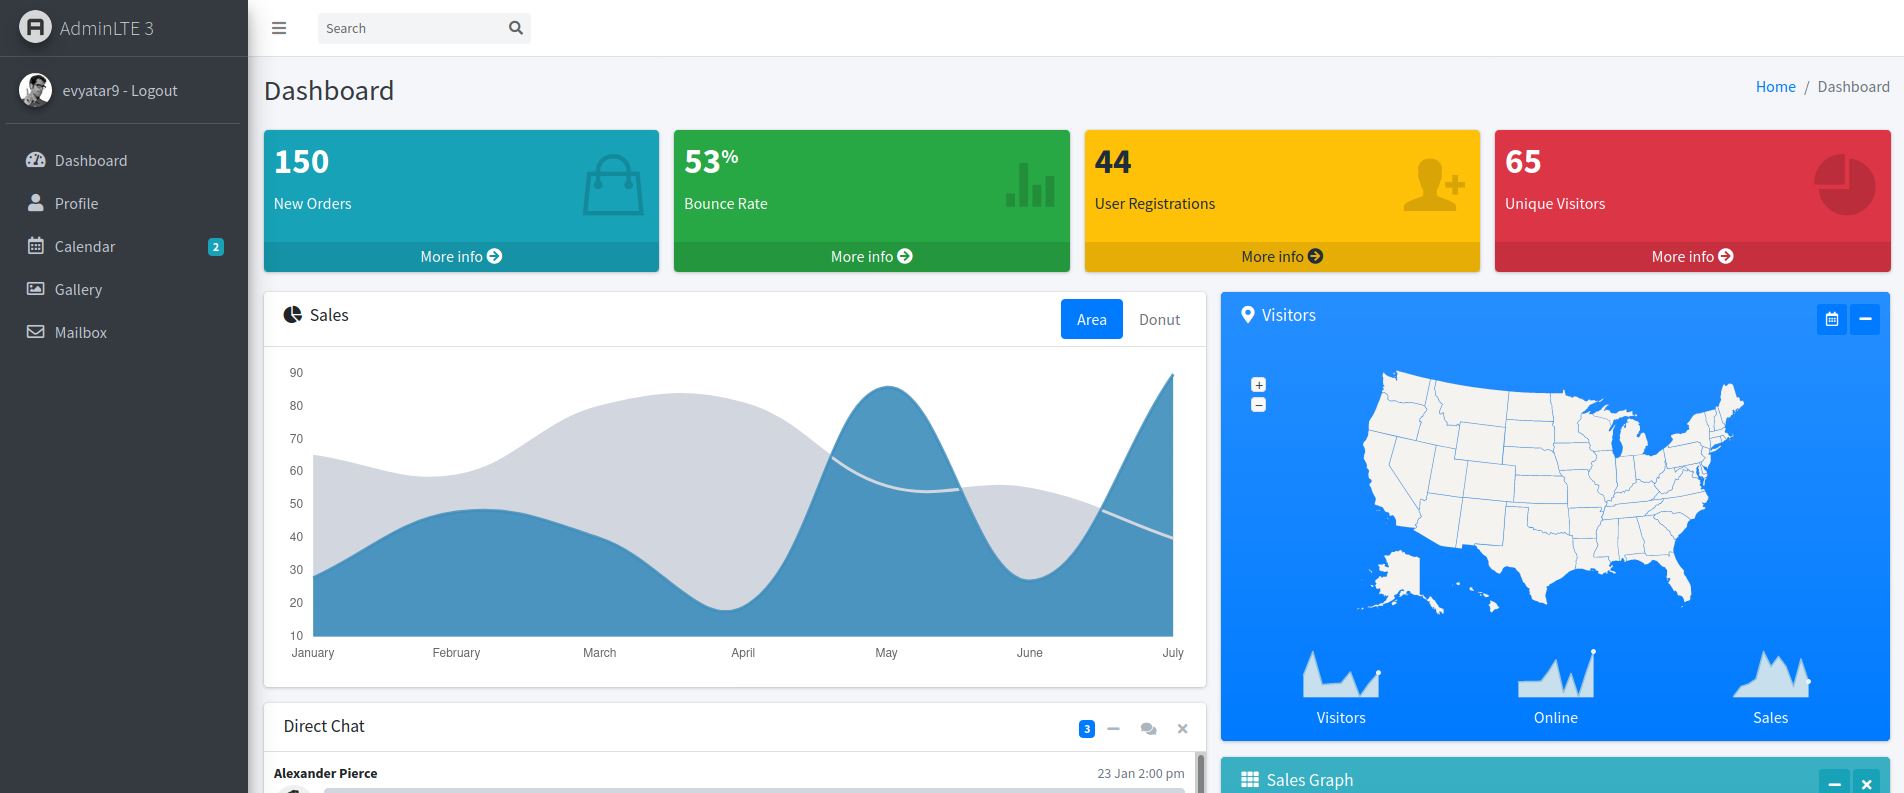 AdminLTE 3
Search
evyatar9 - Logout
Dashboard
Profile
Calendar 2
Gallery
Mailbox
Dashboard
Home / Dashboard
150
New Orders
More info
53%
Bounce Rate
More info
44
User Registrations
More info
65
Unique Visitors
More info
Sales
Area Donut
90
80
70
60
50
40
30
20
10
January February March April May June July
Visitors
+
−
Visitors Online Sales
Direct Chat 3
Alexander Pierce 23 Jan 2:00 pm
Sales Graph